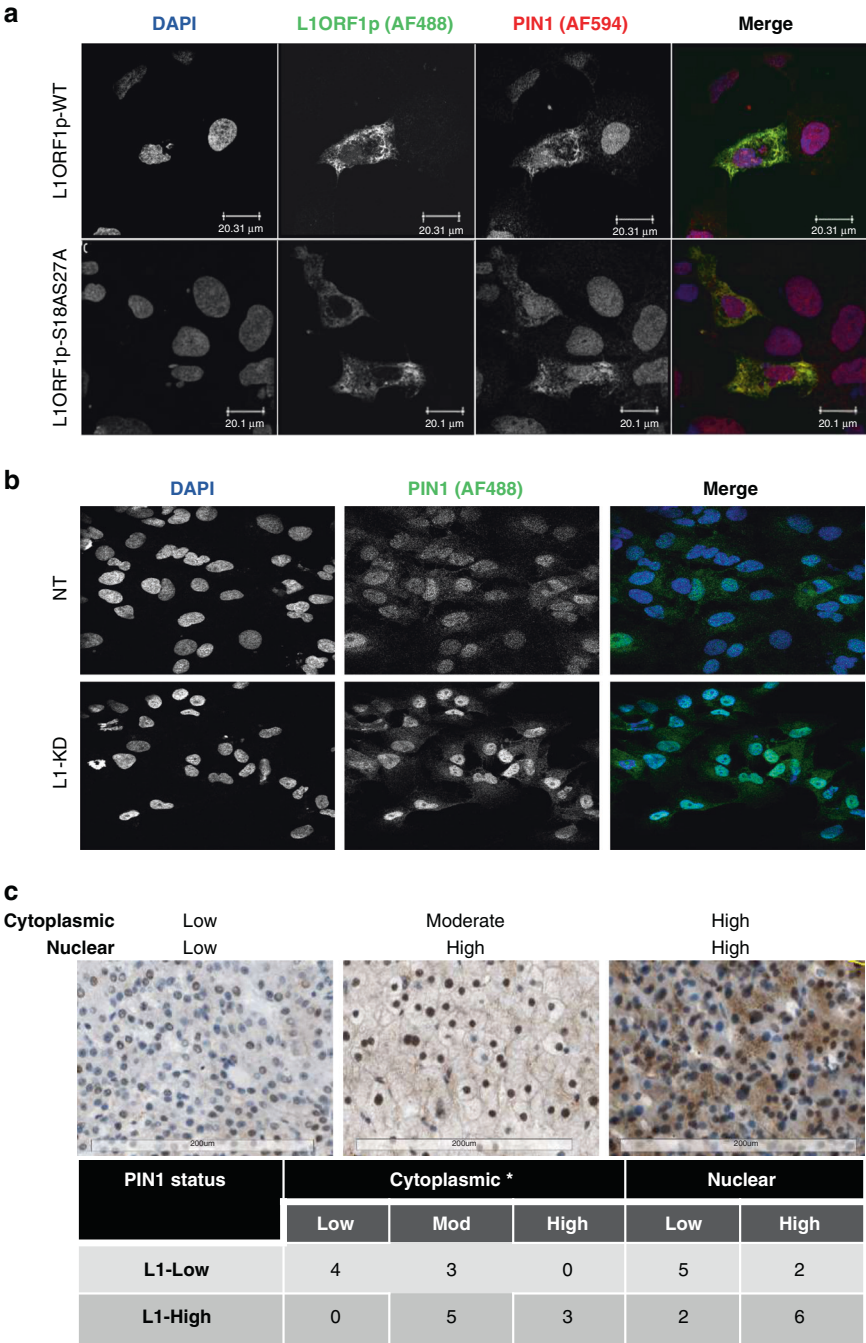 a
DAPI L1ORF1p (AF488) PIN1 (AF594) Merge
L1ORF1p-WT
20.31 µm 20.31 µm 20.31 µm 20.31 µm
L1ORF1p-S18AS27A
20.1 µm 20.1 µm 20.1 µm 20.1 µm
b
DAPI PIN1 (AF488) Merge
NT
L1-KD
c
Cytoplasmic Low Moderate High
Nuclear Low High High
200um 200um 200um
PIN1 status Cytoplasmic * Nuclear
Low Mod High Low High
L1-Low 4 3 0 5 2
L1-High 0 5 3 2 6